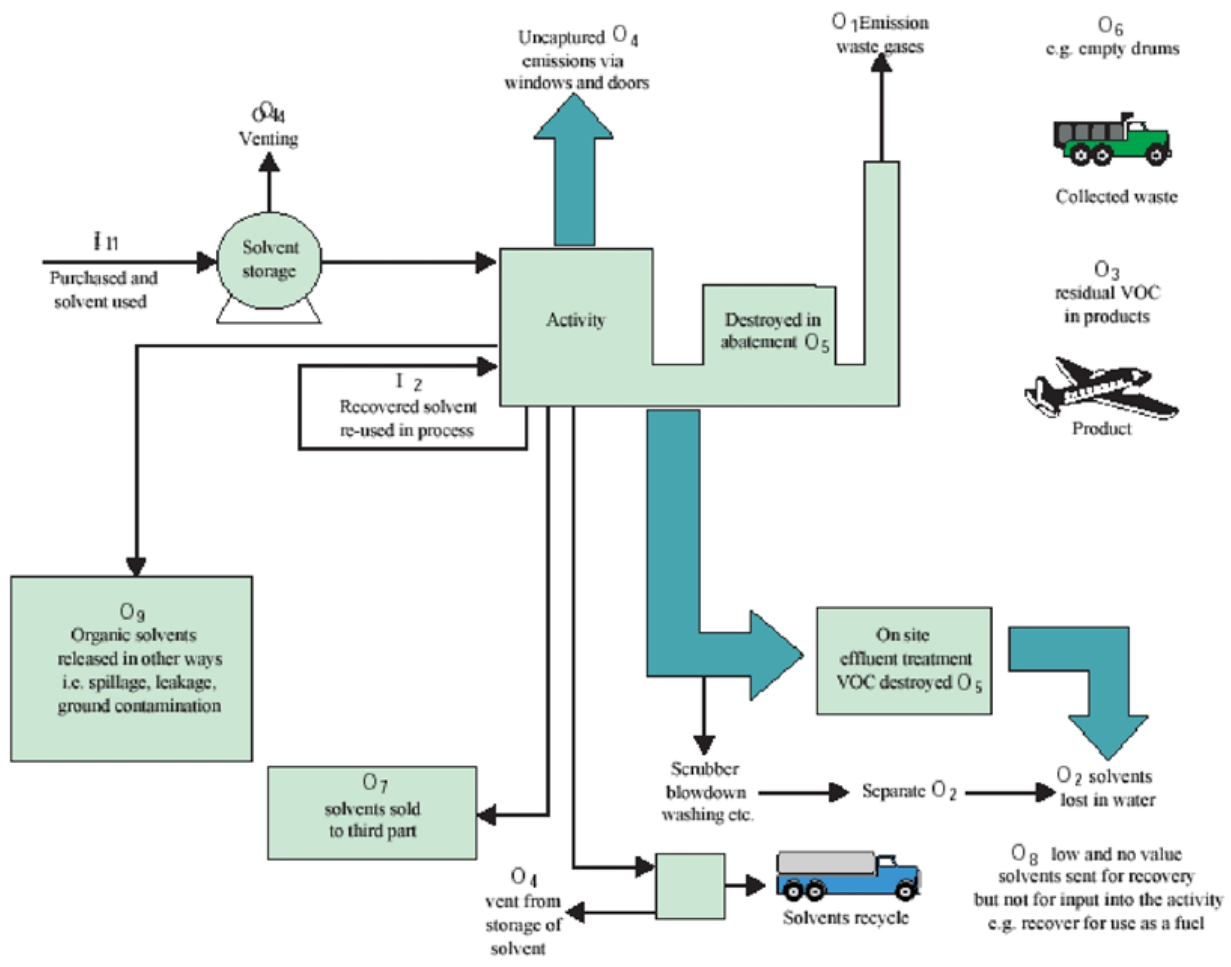 Uncaptured O4
emissions via
windows and doors
O1Emission
waste gases
O6
e.g. empty drums
Venting
Collected waste
Purchased and
solvent used
Solvent
storage
O3
residual VOC
in products
Activity
Destroyed in
abatement O5
I2
Recovered solvent
re-used in process
Product
O9
Organic solvents
released in other ways
i.e. spillage, leakage,
ground contamination
On site
effluent treatment
VOC destroyed O5
O7
solvents sold
to third part
Scrubber
blowdown
washing etc.
Separate O2
O2 solvents
lost in water
O4
vent from
storage of
solvent
Solvents recycle
O8 low and no value
solvents sent for recovery
but not for input into the activity
e.g. recover for use as a fuel